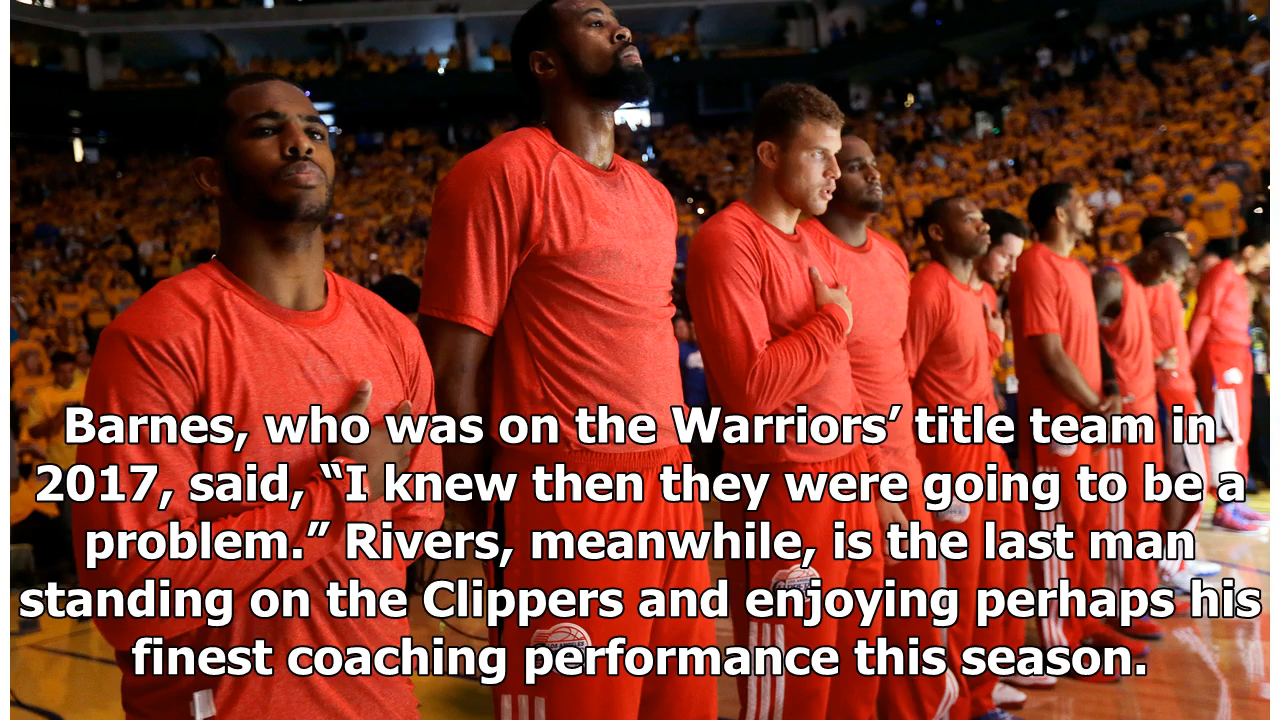 Barnes, who was on the Warriors’ title team in
2017, said, “I knew then they were going to be a
problem.” Rivers, meanwhile, is the last man
standing on the Clippers and enjoying perhaps his
finest coaching performance this season.